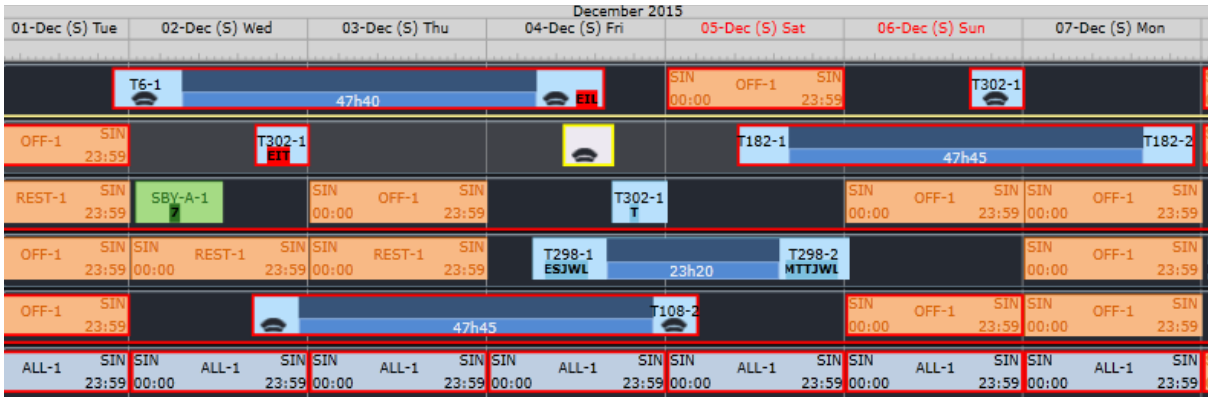 December 2015
01-Dec (S) Tue 02-Dec (S) Wed 03-Dec (S) Thu 04-Dec (S) Fri 05-Dec (S) Sat 06-Dec (S) Sun 07-Dec (Mon) Mon
T6-1 SIN OFF-1 SIN T302-1
47h40 EIL 00:00 23:59
OFF-1 SIN T302-1 T182-1 T182-2
23:59 EIT 47h45
REST-1 SIN SBY-A-1 SIN OFF-1 SIN T302-1 SIN OFF-1 SIN SIN OFF-1 SIN
23:59 7 00:00 23:59 T 00:00 23:59 00:00 23:59
OFF-1 SIN SIN REST-1 SIN SIN REST-1 SIN T298-1 T298-2 SIN OFF-1 SIN
23:59 00:00 23:59 00:00 23:59 ESJWL 23h20 MTTJWL 00:00 23:59
OFF-1 SIN T108-2 SIN OFF-1 SIN SIN OFF-1 SIN
23:59 47h45 00:00 23:59 00:00 23:59
ALL-1 SIN SIN ALL-1 SIN SIN ALL-1 SIN SIN ALL-1 SIN SIN ALL-1 SIN SIN ALL-1 SIN SIN ALL-1 SIN
23:59 00:00 23:59 00:00 23:59 00:00 23:59 00:00 23:59 00:00 23:59 00:00 23:59